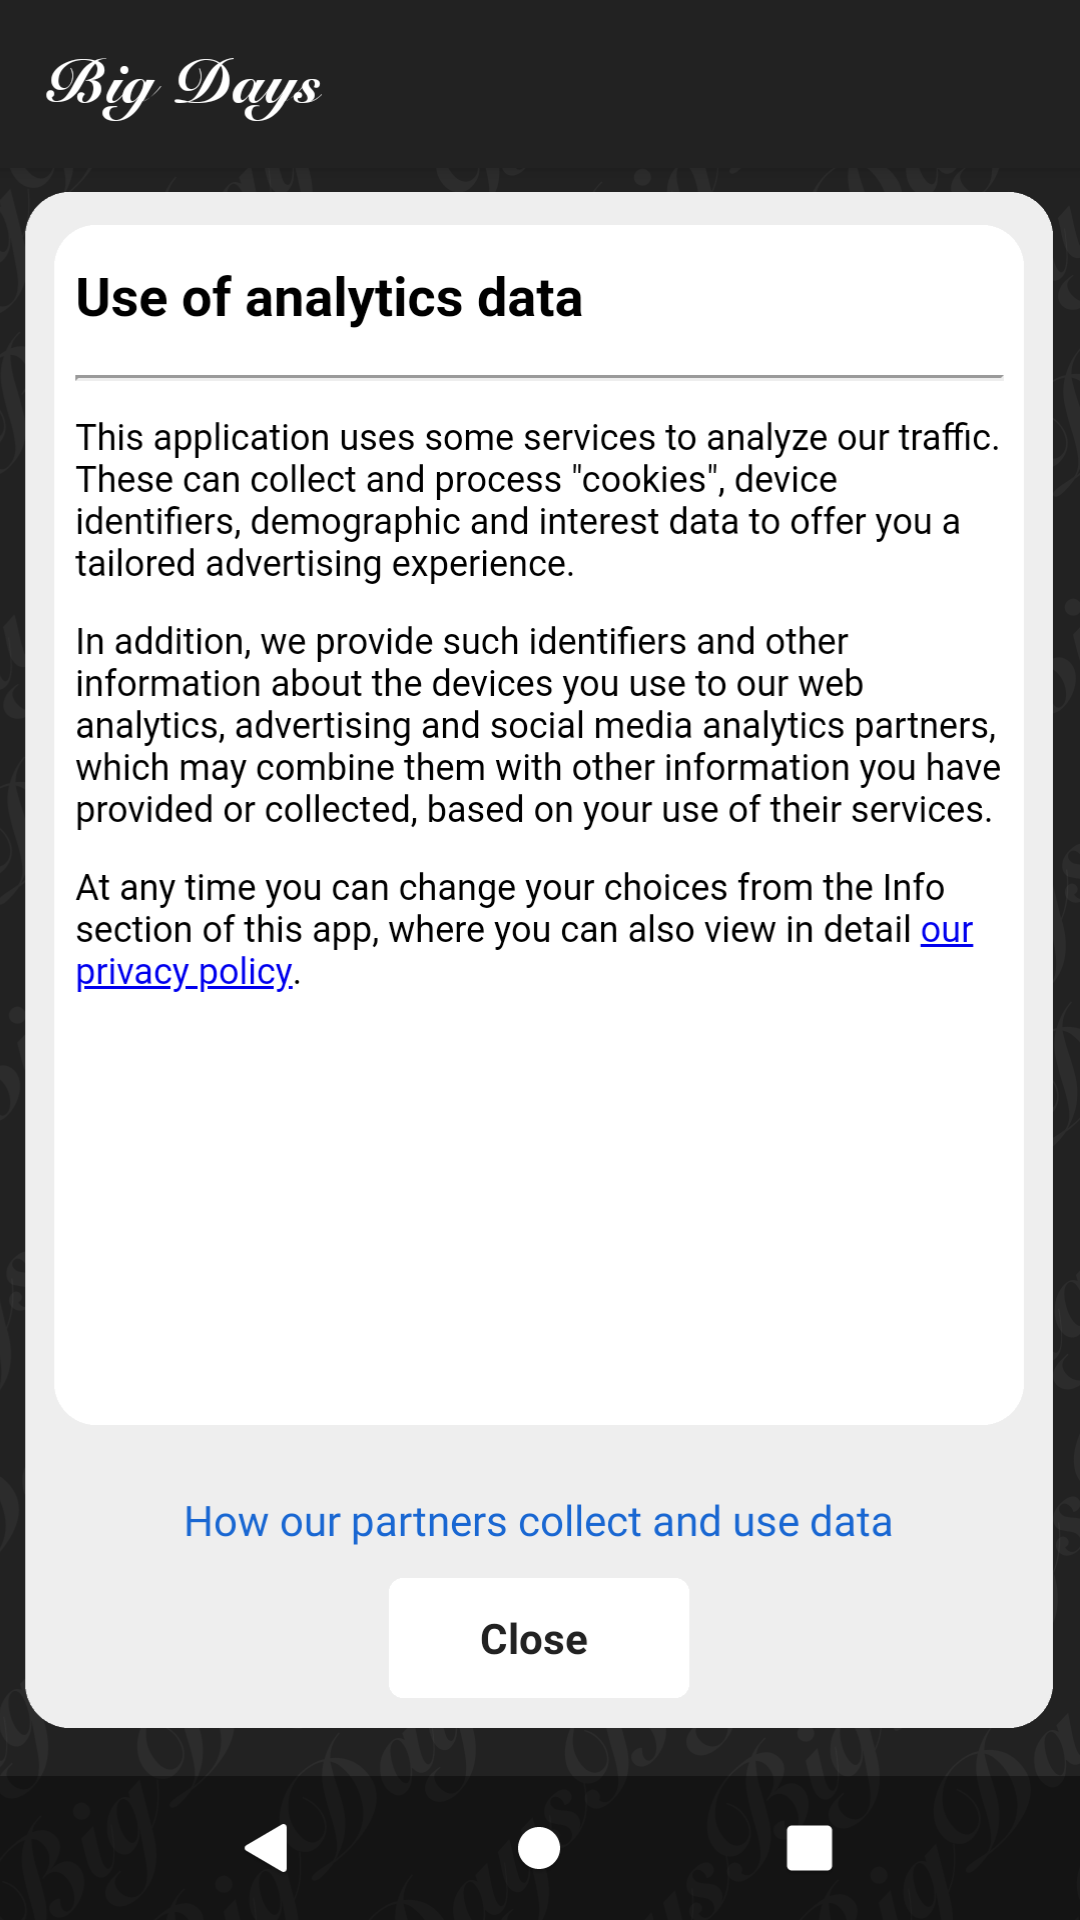 Big Days
Use of analytics data
This application uses some services to analyze our traffic.
These can collect and process "cookies", device
identifiers, demographic and interest data to offer you a
tailored advertising experience.
In addition, we provide such identifiers and other
information about the devices you use to our web
analytics, advertising and social media analytics partners,
which may combine them with other information you have
provided or collected, based on your use of their services.
At any time you can change your choices from the Info
section of this app, where you can also view in detail our
privacy policy.
How our partners collect and use data
Close